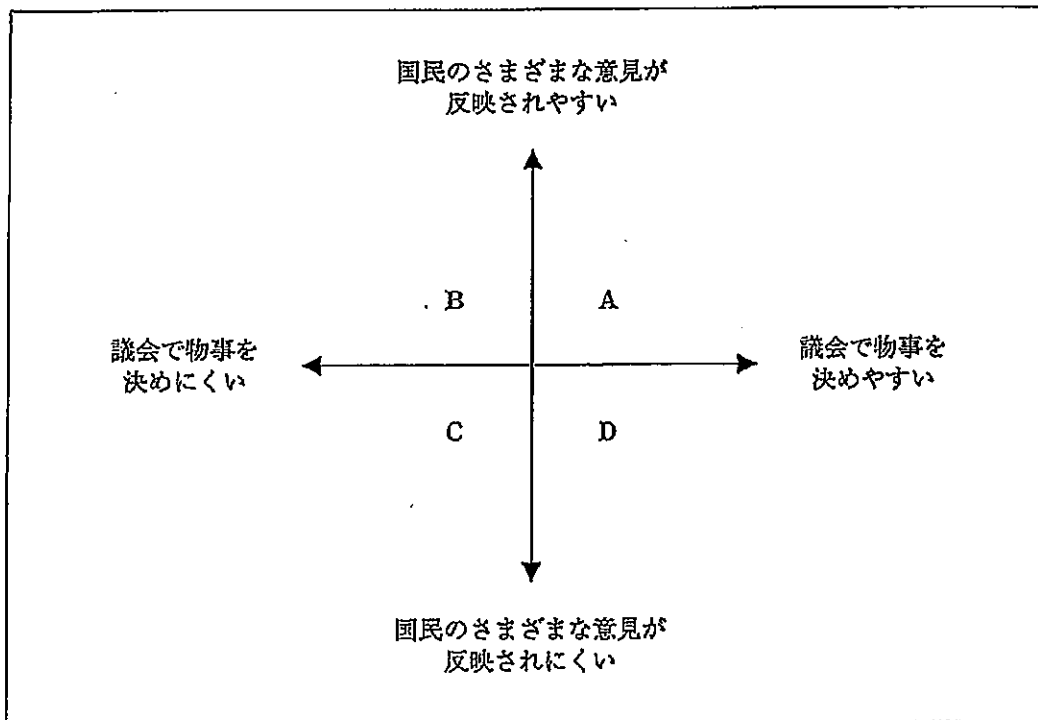 国民のさまざまな意見が
反映されやすい
B
A
議会で物事を
決めにくい
議会で物事を
決めやすい
C
D
国民のさまざまな意見が
反映されにくい